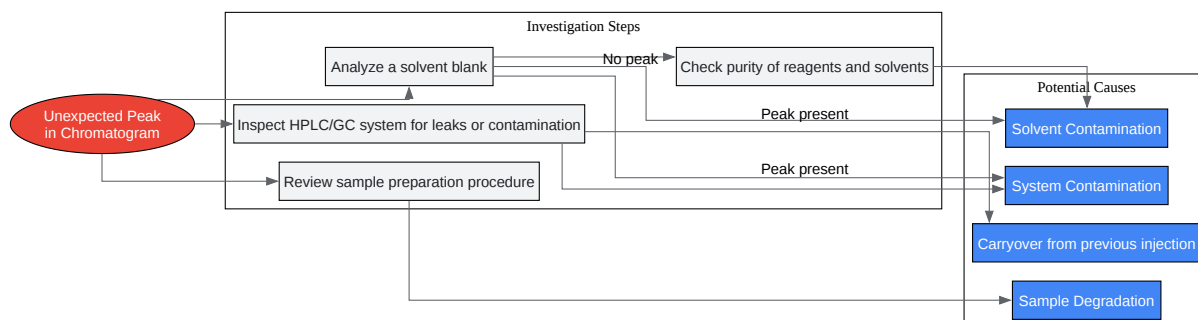 Investigation Steps
No peak
Analyze a solvent blank
Check purity of reagents and solvents
Potential Causes
Unexpected Peak
in Chromatogram
Inspect HPLC/GC system for leaks or contamination
Peak present
Solvent Contamination
Review sample preparation procedure
Peak present
System Contamination
Carryover from previous injection
Sample Degradation